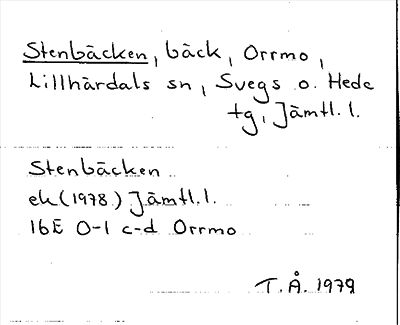 Stenbäcken, bäck, Orrmo,
Lillhärdals sn, Svegs o. Hede
tg, Jämtl. l.
Stenbäcken
ek (1978) Jämtl. l.
16E 0-1 c-d Orrmo
T. Å. 1979